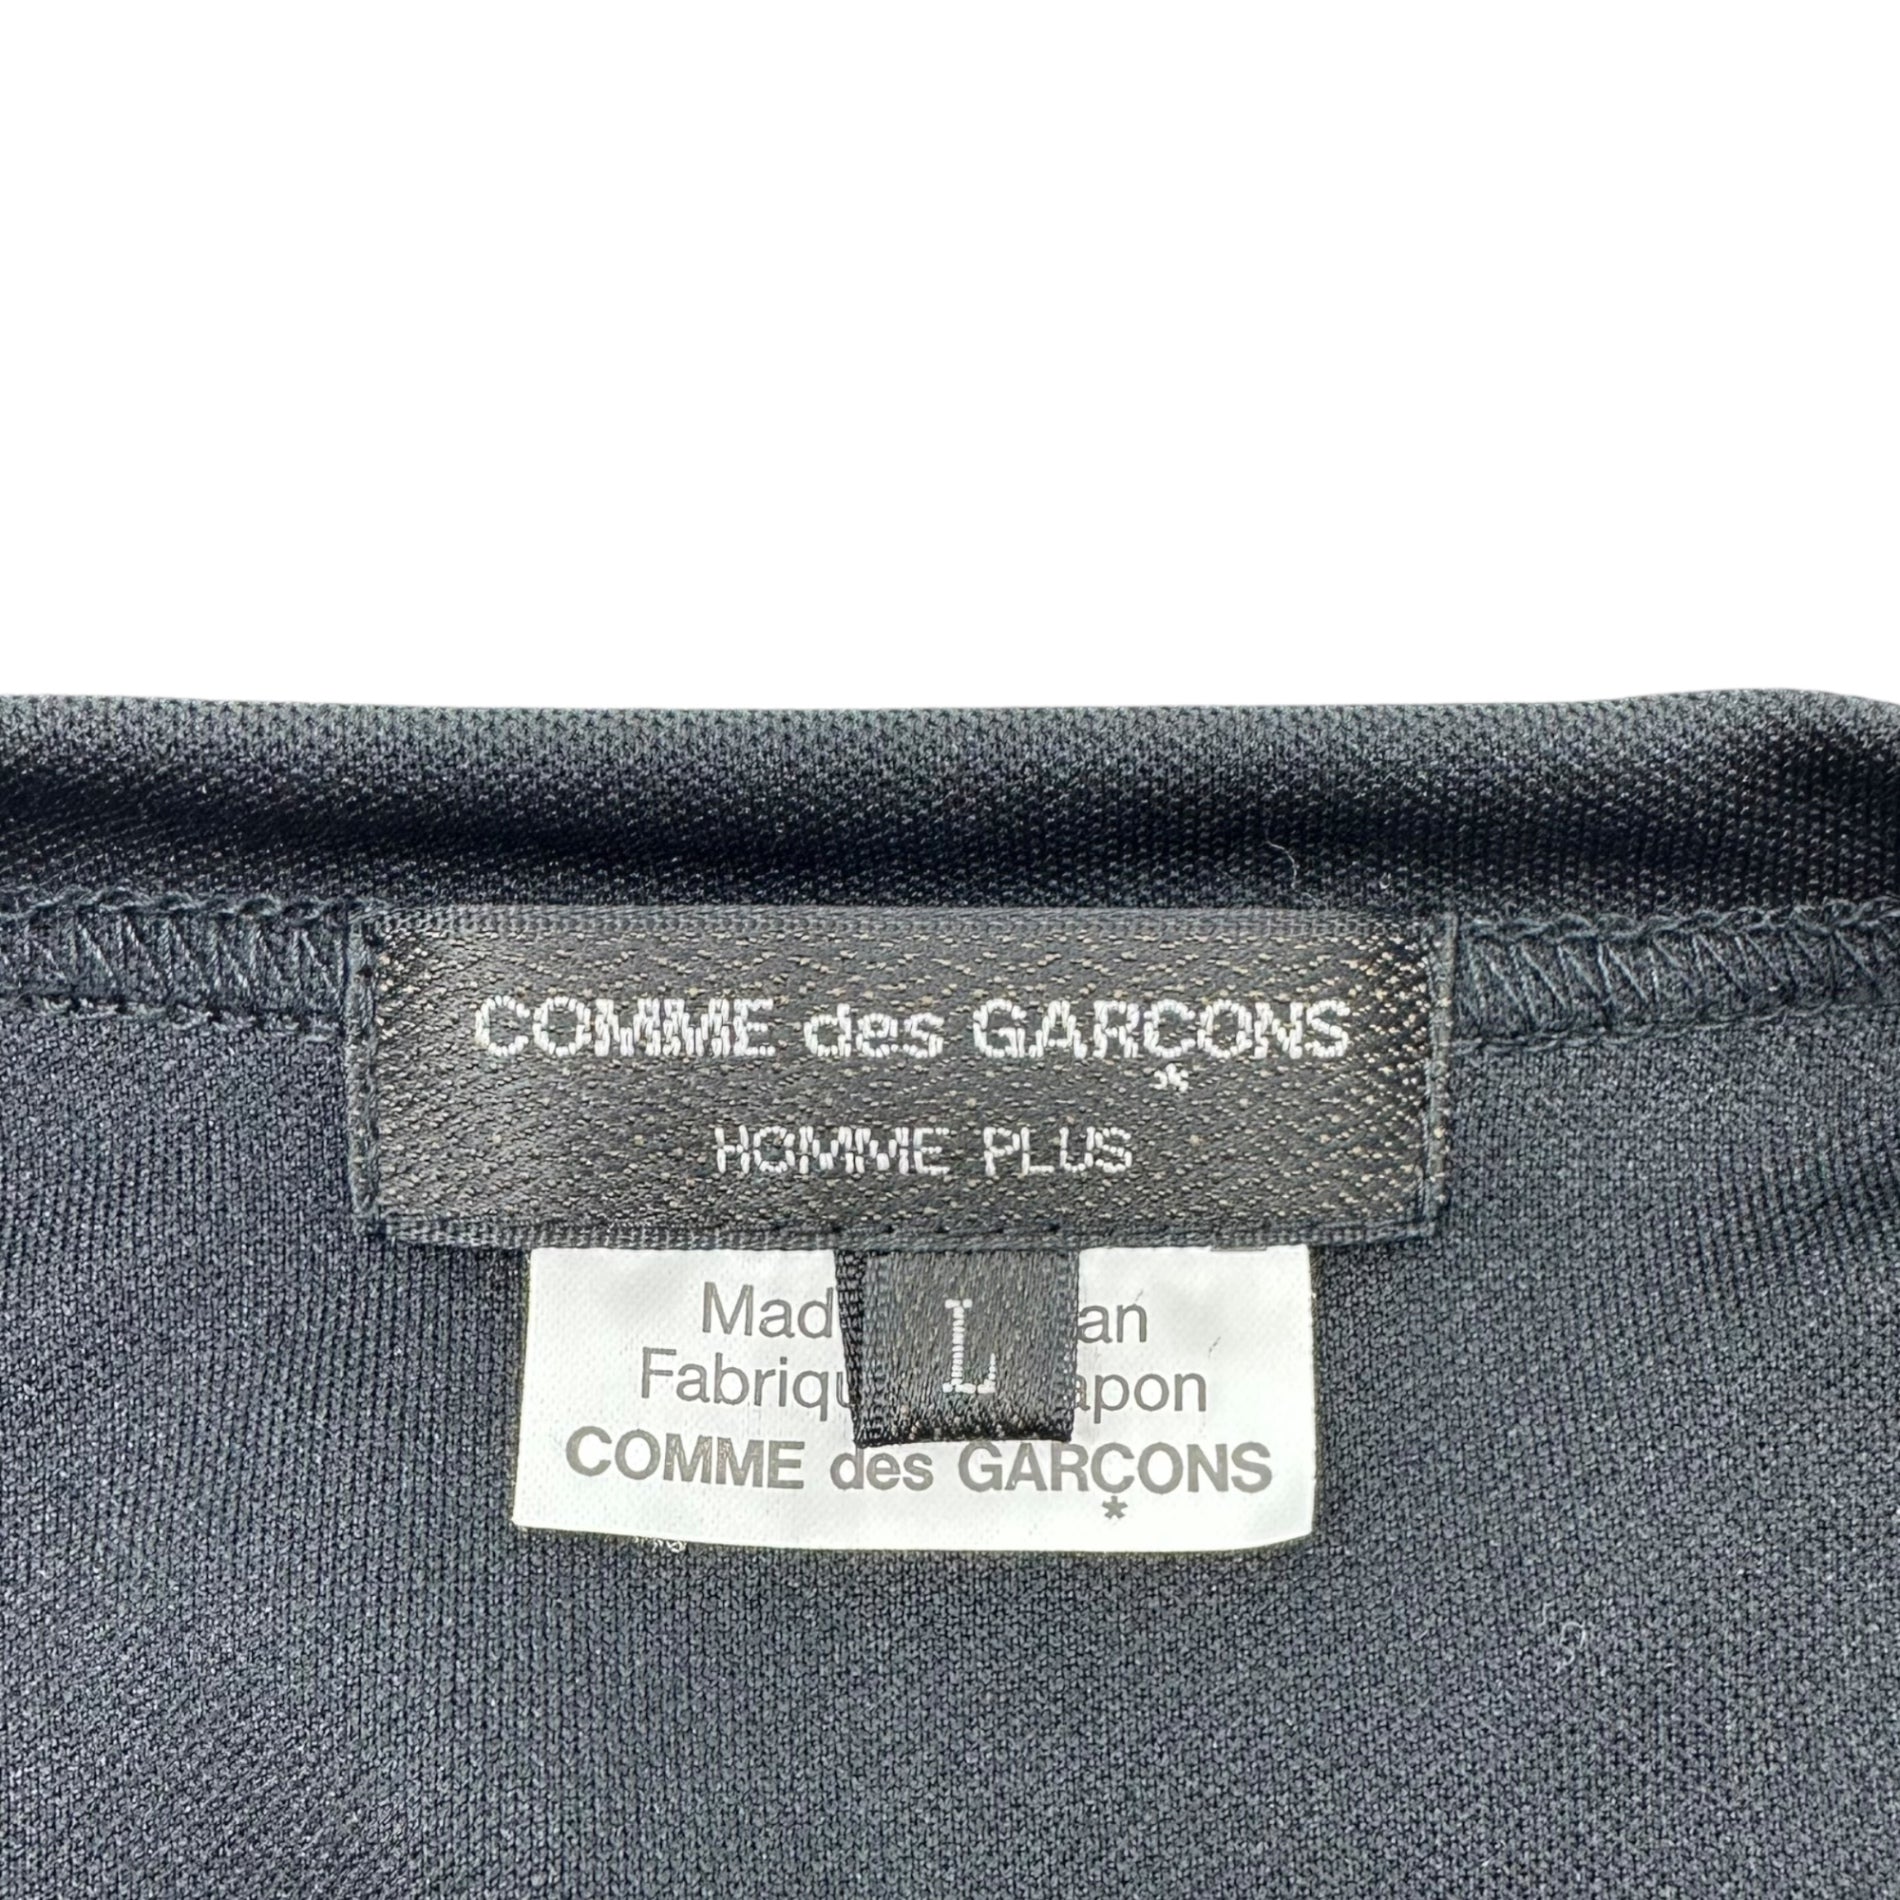 COMME des GARÇONS
*
HOMME PLUS
L
Mad an
Fabriqu apon
COMME des GARÇONS
*